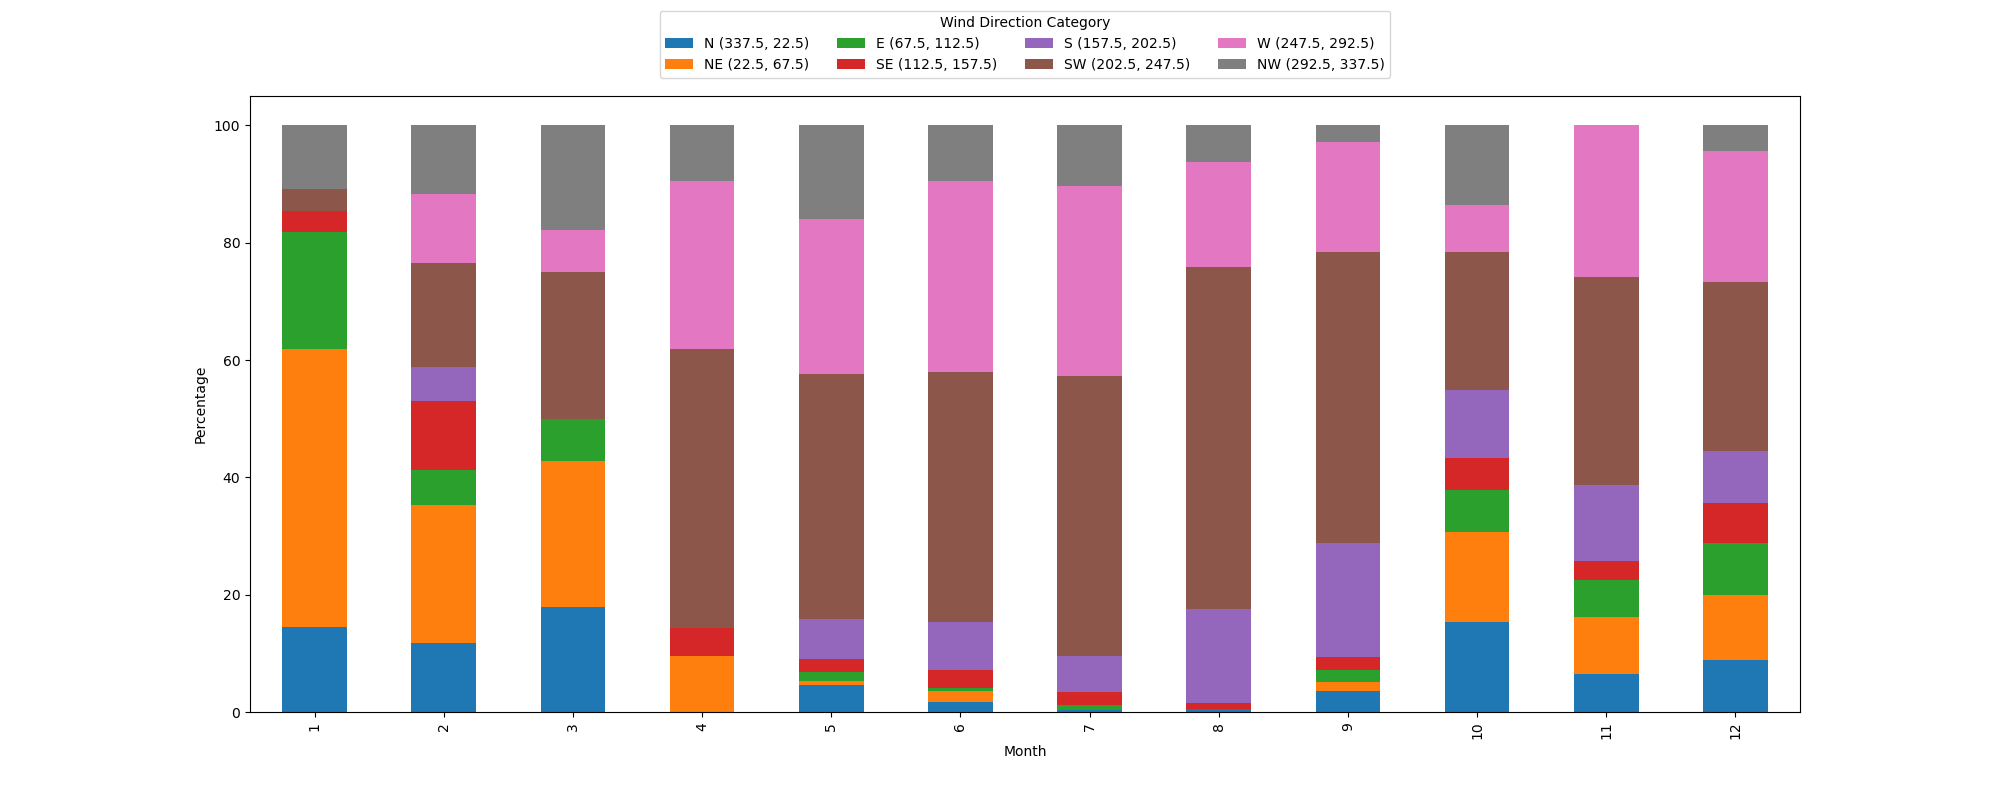 Wind Direction Category
N (337.5, 22.5) E (67.5, 112.5) S (157.5, 202.5) W (247.5, 292.5)
NE (22.5, 67.5) SE (112.5, 157.5) SW (202.5, 247.5) NW (292.5, 337.5)
100
80
60
40
20
0
Percentage
1 2 3 4 5 6 7 8 9 10 11 12
Month